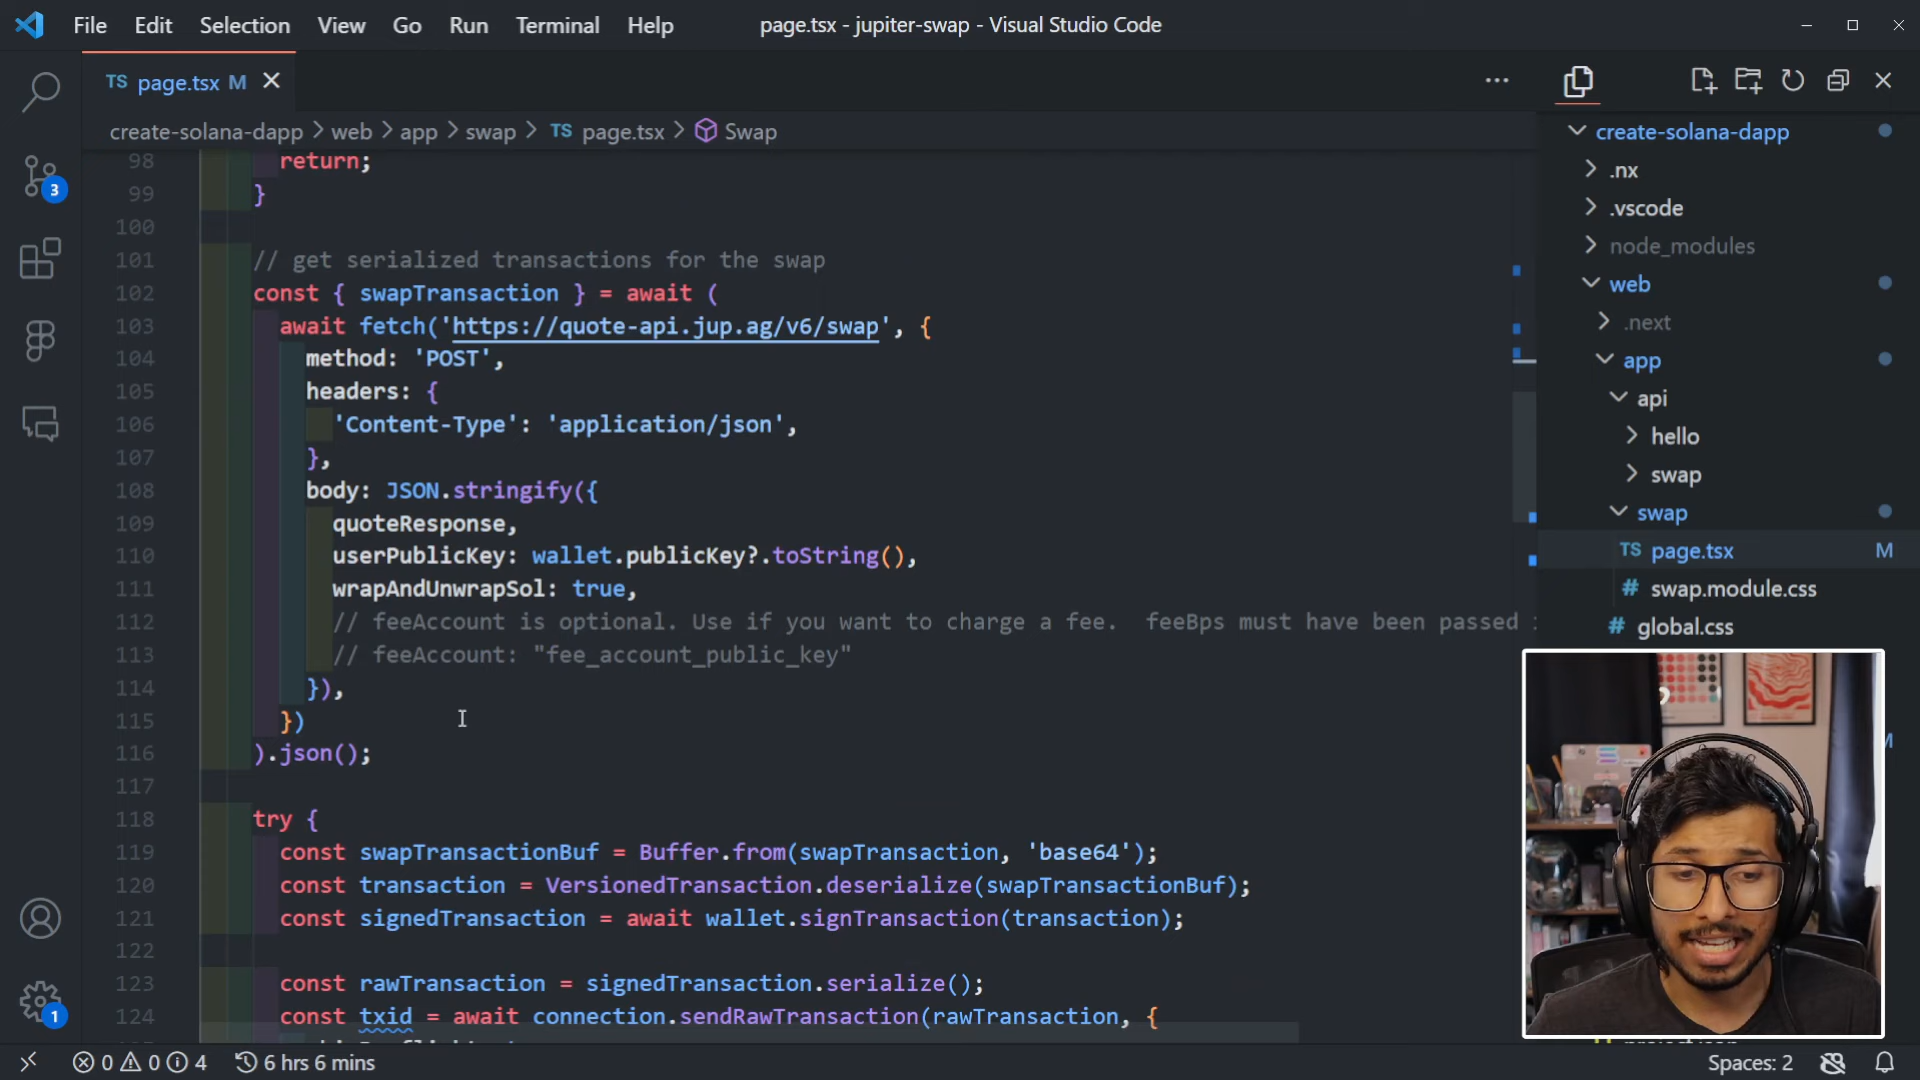 File Edit Selection View Go Run Terminal Help
page.tsx - jupiter-swap - Visual Studio Code
TS page.tsx M
create-solana-dapp > web > app > swap > TS page.tsx > Swap
98 return;
99 }
100
101 // get serialized transactions for the swap
102 const { swapTransaction } = await (
103 await fetch('https://quote-api.jup.ag/v6/swap', {
104 method: 'POST',
105 headers: {
106 'Content-Type': 'application/json',
107 },
108 body: JSON.stringify({
109 quoteResponse,
110 userPublicKey: wallet.publicKey?.toString(),
111 wrapAndUnwrapSol: true,
112 // feeAccount is optional. Use if you want to charge a fee.  feeBps must have been passed
113 // feeAccount: "fee_account_public_key"
114 }),
115 })
116 ).json();
117
118 try {
119 const swapTransactionBuf = Buffer.from(swapTransaction, 'base64');
120 const transaction = VersionedTransaction.deserialize(swapTransactionBuf);
121 const signedTransaction = await wallet.signTransaction(transaction);
122
123 const rawTransaction = signedTransaction.serialize();
124 const txid = await connection.sendRawTransaction(rawTransaction, {
create-solana-dapp
.nx
.vscode
node_modules
web
.next
app
api
hello
swap
swap
TS page.tsx M
# swap.module.css
# global.css
3
1
0 0 4 6 hrs 6 mins
Spaces: 2